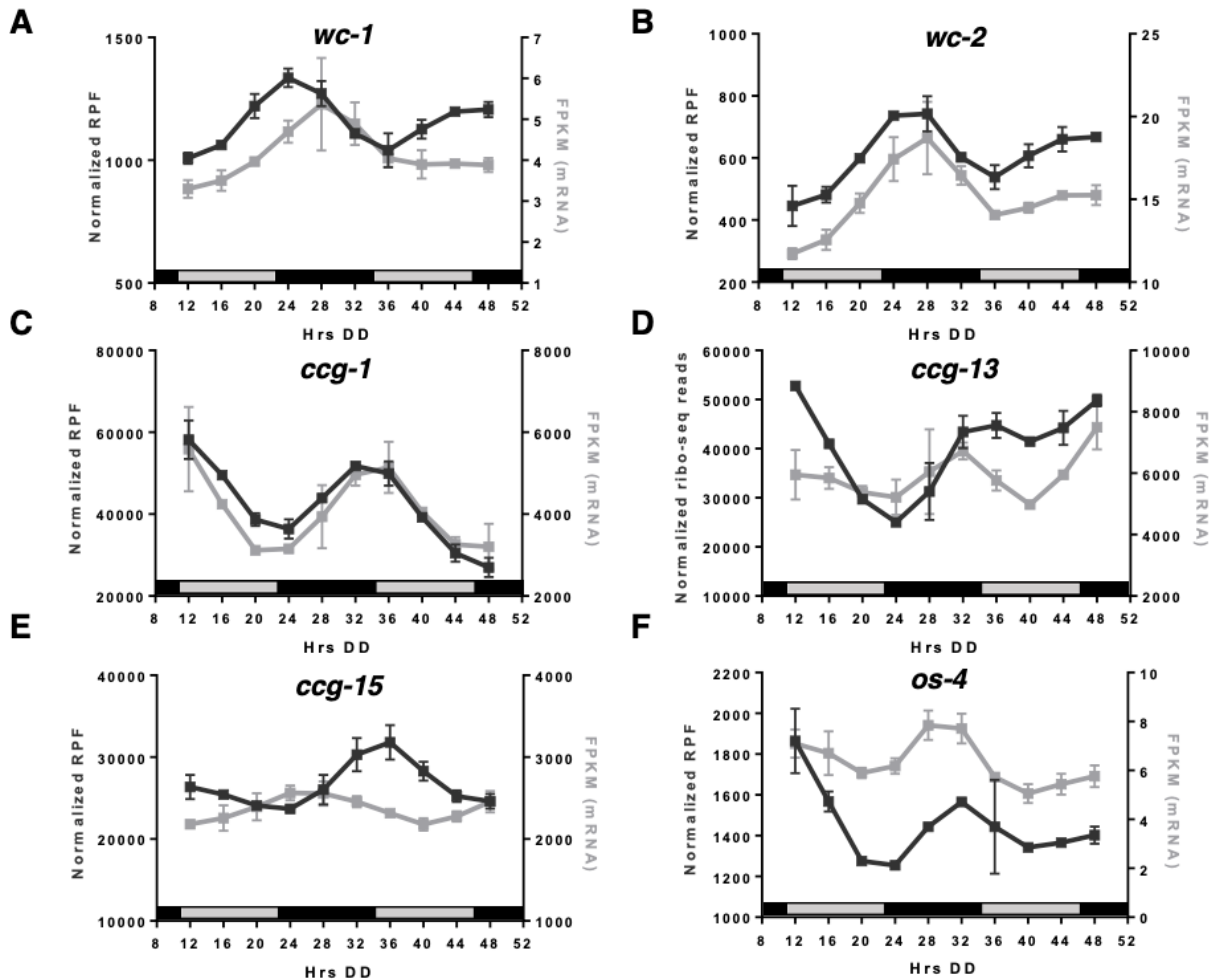 A
wc-1
Normalized RPF
1500
1000
500
7
6
5
4
3
2
1
FPKM (mRNA)
8 12 16 20 24 28 32 36 40 44 48 52
Hrs DD
B
wc-2
Normalized RPF
1000
800
600
400
200
25
20
15
10
FPKM (mRNA)
8 12 16 20 24 28 32 36 40 44 48 52
Hrs DD
C
ccg-1
Normalized RPF
80000
60000
40000
20000
8000
6000
4000
2000
FPKM (mRNA)
8 12 16 20 24 28 32 36 40 44 48 52
Hrs DD
D
ccg-13
Normalized ribo-seq reads
60000
50000
40000
30000
20000
10000
10000
8000
6000
4000
2000
FPKM (mRNA)
8 12 16 20 24 28 32 36 40 44 48 52
Hrs DD
E
ccg-15
Normalized RPF
40000
30000
20000
10000
4000
3000
2000
1000
FPKM (mRNA)
8 12 16 20 24 28 32 36 40 44 48 52
Hrs DD
F
os-4
Normalized RPF
2200
2000
1800
1600
1400
1200
1000
10
8
6
4
2
0
FPKM (mRNA)
8 12 16 20 24 28 32 36 40 44 48 52
Hrs DD